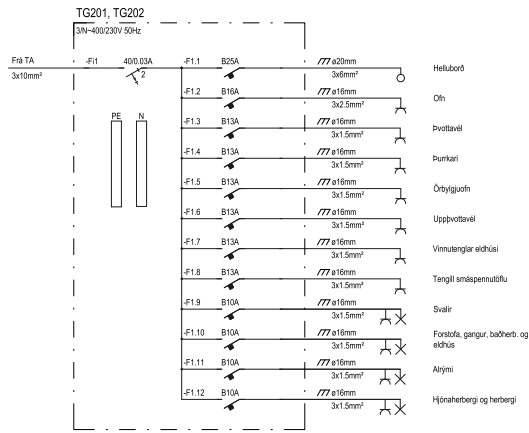 TG201, TG202
3/N~400/230V 50Hz
Frá TA
3x10mm²
-Fi1
40/0.03A
2
PE
N
-F1.1 B25A ø20mm Helluborð
3x6mm²
-F1.2 B16A ø16mm Ofn
3x2.5mm²
-F1.3 B13A ø16mm Þvottavél
3x1.5mm²
-F1.4 B13A ø16mm Þurrkari
3x1.5mm²
-F1.5 B13A ø16mm Örbylgjuofn
3x1.5mm²
-F1.6 B13A ø16mm Uppþvottavél
3x1.5mm²
-F1.7 B13A ø16mm Vinnutenglar eldhúsi
3x1.5mm²
-F1.8 B13A ø16mm Tengill smáspennutöflu
3x1.5mm²
-F1.9 B10A ø16mm Svalir
3x1.5mm²
-F1.10 B10A ø16mm Forstofa, gangur, baðherb. og
3x1.5mm² eldhús
-F1.11 B10A ø16mm Alrými
3x1.5mm²
-F1.12 B10A ø16mm Hjónaherbergi og herbergi
3x1.5mm²